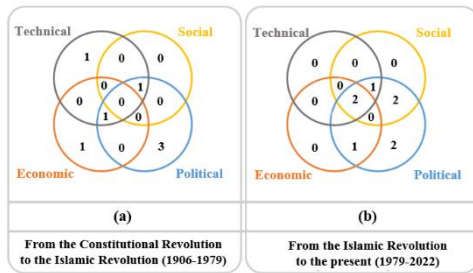 Technical Social
1 0 0
0 1
0 0 0
1 0
1 0 3
Economic Political
(a)
From the Constitutional Revolution
to the Islamic Revolution (1906-1979)
Technical Social
0 0 0
0 1
0 2 2
0
0 1 2
Economic Political
(b)
From the Islamic Revolution
to the present (1979-2022)